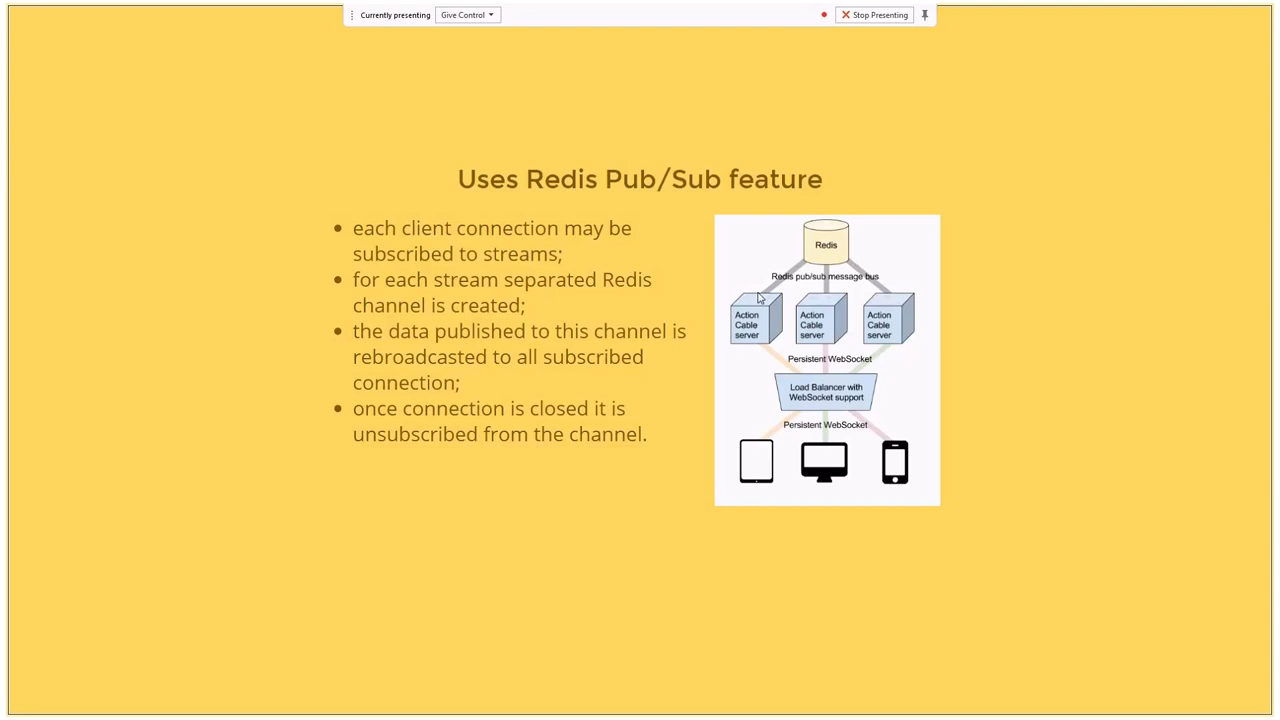 Currently presenting
Give Control
Stop Presenting
Uses Redis Pub/Sub feature
each client connection may be
subscribed to streams;
for each stream separated Redis
channel is created;
the data published to this channel is
rebroadcasted to all subscribed
connection;
once connection is closed it is
unsubscribed from the channel.
Redis
Redis pub/sub message bus
Action
Cable
server
Action
Cable
server
Action
Cable
server
Persistent WebSocket
Load Balancer with
WebSocket support
Persistent WebSocket